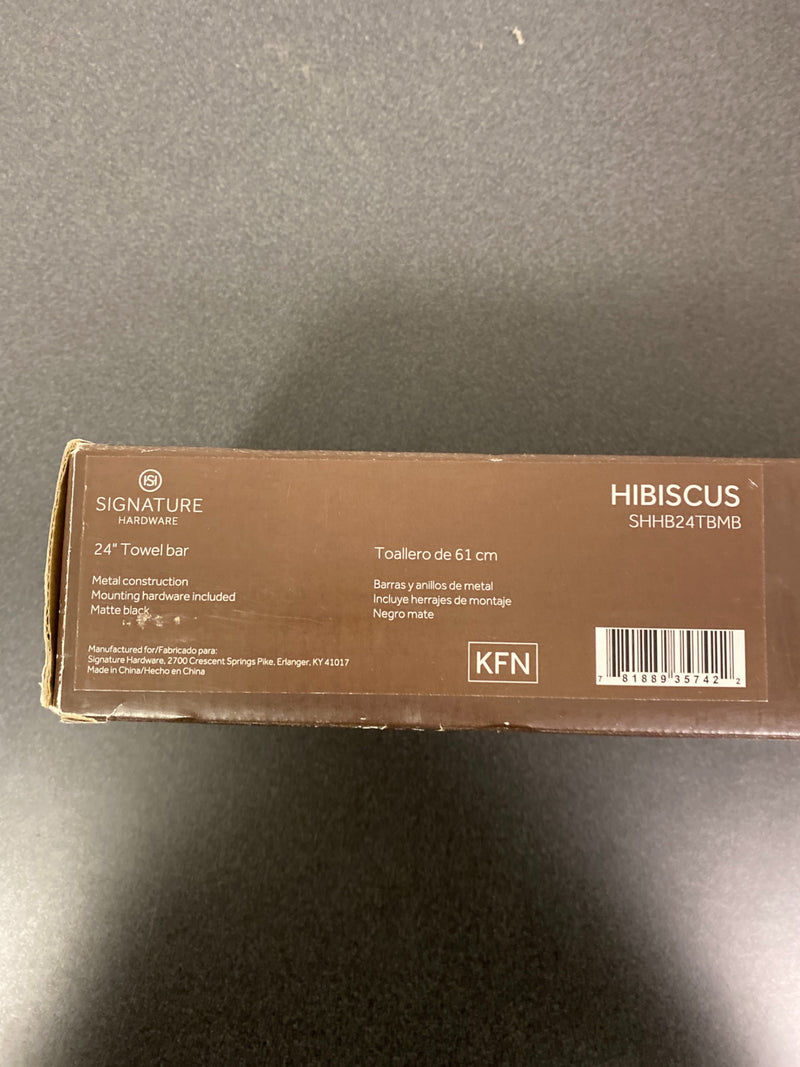 SIGNATURE
HARDWARE
HIBISCUS
SHHB24TBMB
24" Towel bar
Metal construction
Mounting hardware included
Matte black
Toallero de 61 cm
Barras y anillos de metal
Incluye herrajes de montaje
Negro mate
Manufactured for/Fabricado para:
Signature Hardware, 2700 Crescent Springs Pike, Erlanger, KY 41017
Made in China/Hecho en China
KFN
7 81889 35742 2